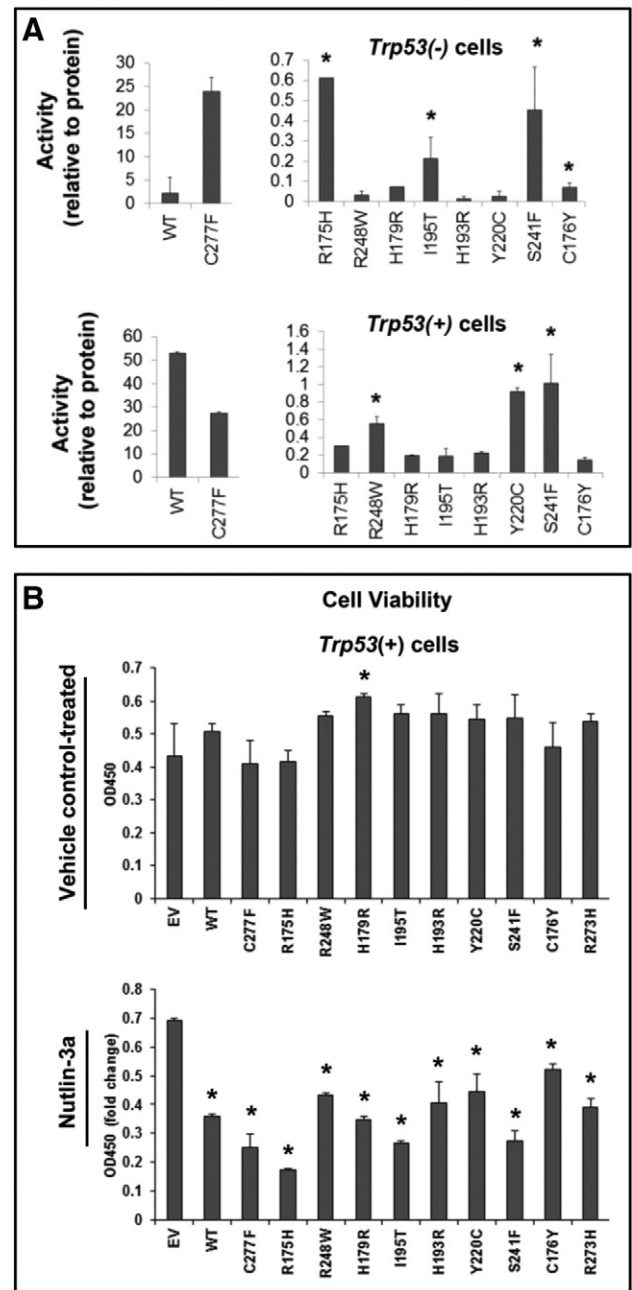 A
Trp53(-) cells
Activity
(relative to protein)
30
25
20
15
10
5
0
WT
C277F
0.7
0.6
0.5
0.4
0.3
0.2
0.1
0
*
*
*
*
R175H
R248W
H179R
I195T
H193R
Y220C
S241F
C176Y
Trp53(+) cells
Activity
(relative to protein)
60
50
40
30
20
10
0
WT
C277F
1.6
1.4
1.2
1
0.8
0.6
0.4
0.2
0
*
*
*
R175H
R248W
H179R
I195T
H193R
Y220C
S241F
C176Y
B
Cell Viability
Trp53(+) cells
Vehicle control-treated
OD450
0.7
0.6
0.5
0.4
0.3
0.2
0.1
0
*
EV
WT
C277F
R175H
R248W
H179R
I195T
H193R
Y220C
S241F
C176Y
R273H
Nutlin-3a
OD450 (fold change)
0.8
0.7
0.6
0.5
0.4
0.3
0.2
0.1
0
* * * * * * * * * * *
EV
WT
C277F
R175H
R248W
H179R
I195T
H193R
Y220C
S241F
C176Y
R273H